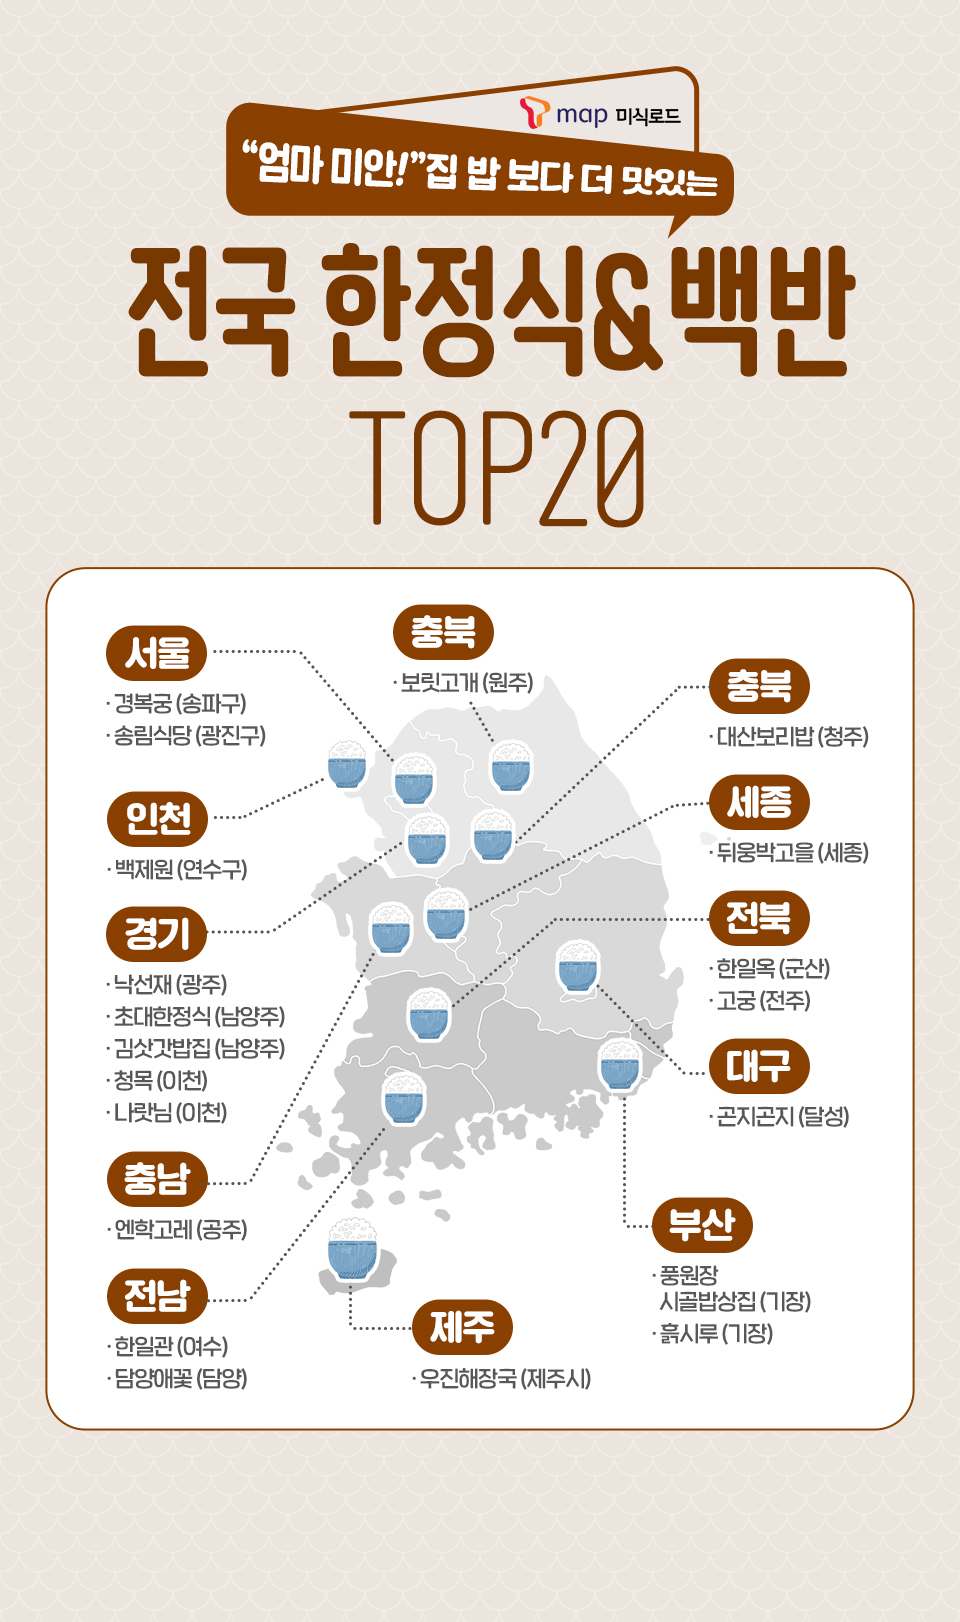 map 미식로드
“엄마 미안!”집 밥 보다 더 맛있는
전국 한정식&백반
TOP20
서울
· 경복궁 (송파구)
· 송림식당 (광진구)
인천
· 백제원 (연수구)
경기
· 낙선재 (광주)
· 초대한정식 (남양주)
· 김삿갓밥집 (남양주)
· 청목 (이천)
· 나랏님 (이천)
충남
· 엔학고레 (공주)
전남
· 한일관 (여수)
· 담양애꽃 (담양)
충북
· 보릿고개 (원주)
충북
· 대산보리밥 (청주)
세종
· 뒤웅박고을 (세종)
전북
· 한일옥 (군산)
· 고궁 (전주)
대구
· 곤지곤지 (달성)
부산
· 풍원장
시골밥상집 (기장)
· 흙시루 (기장)
제주
· 우진해장국 (제주시)